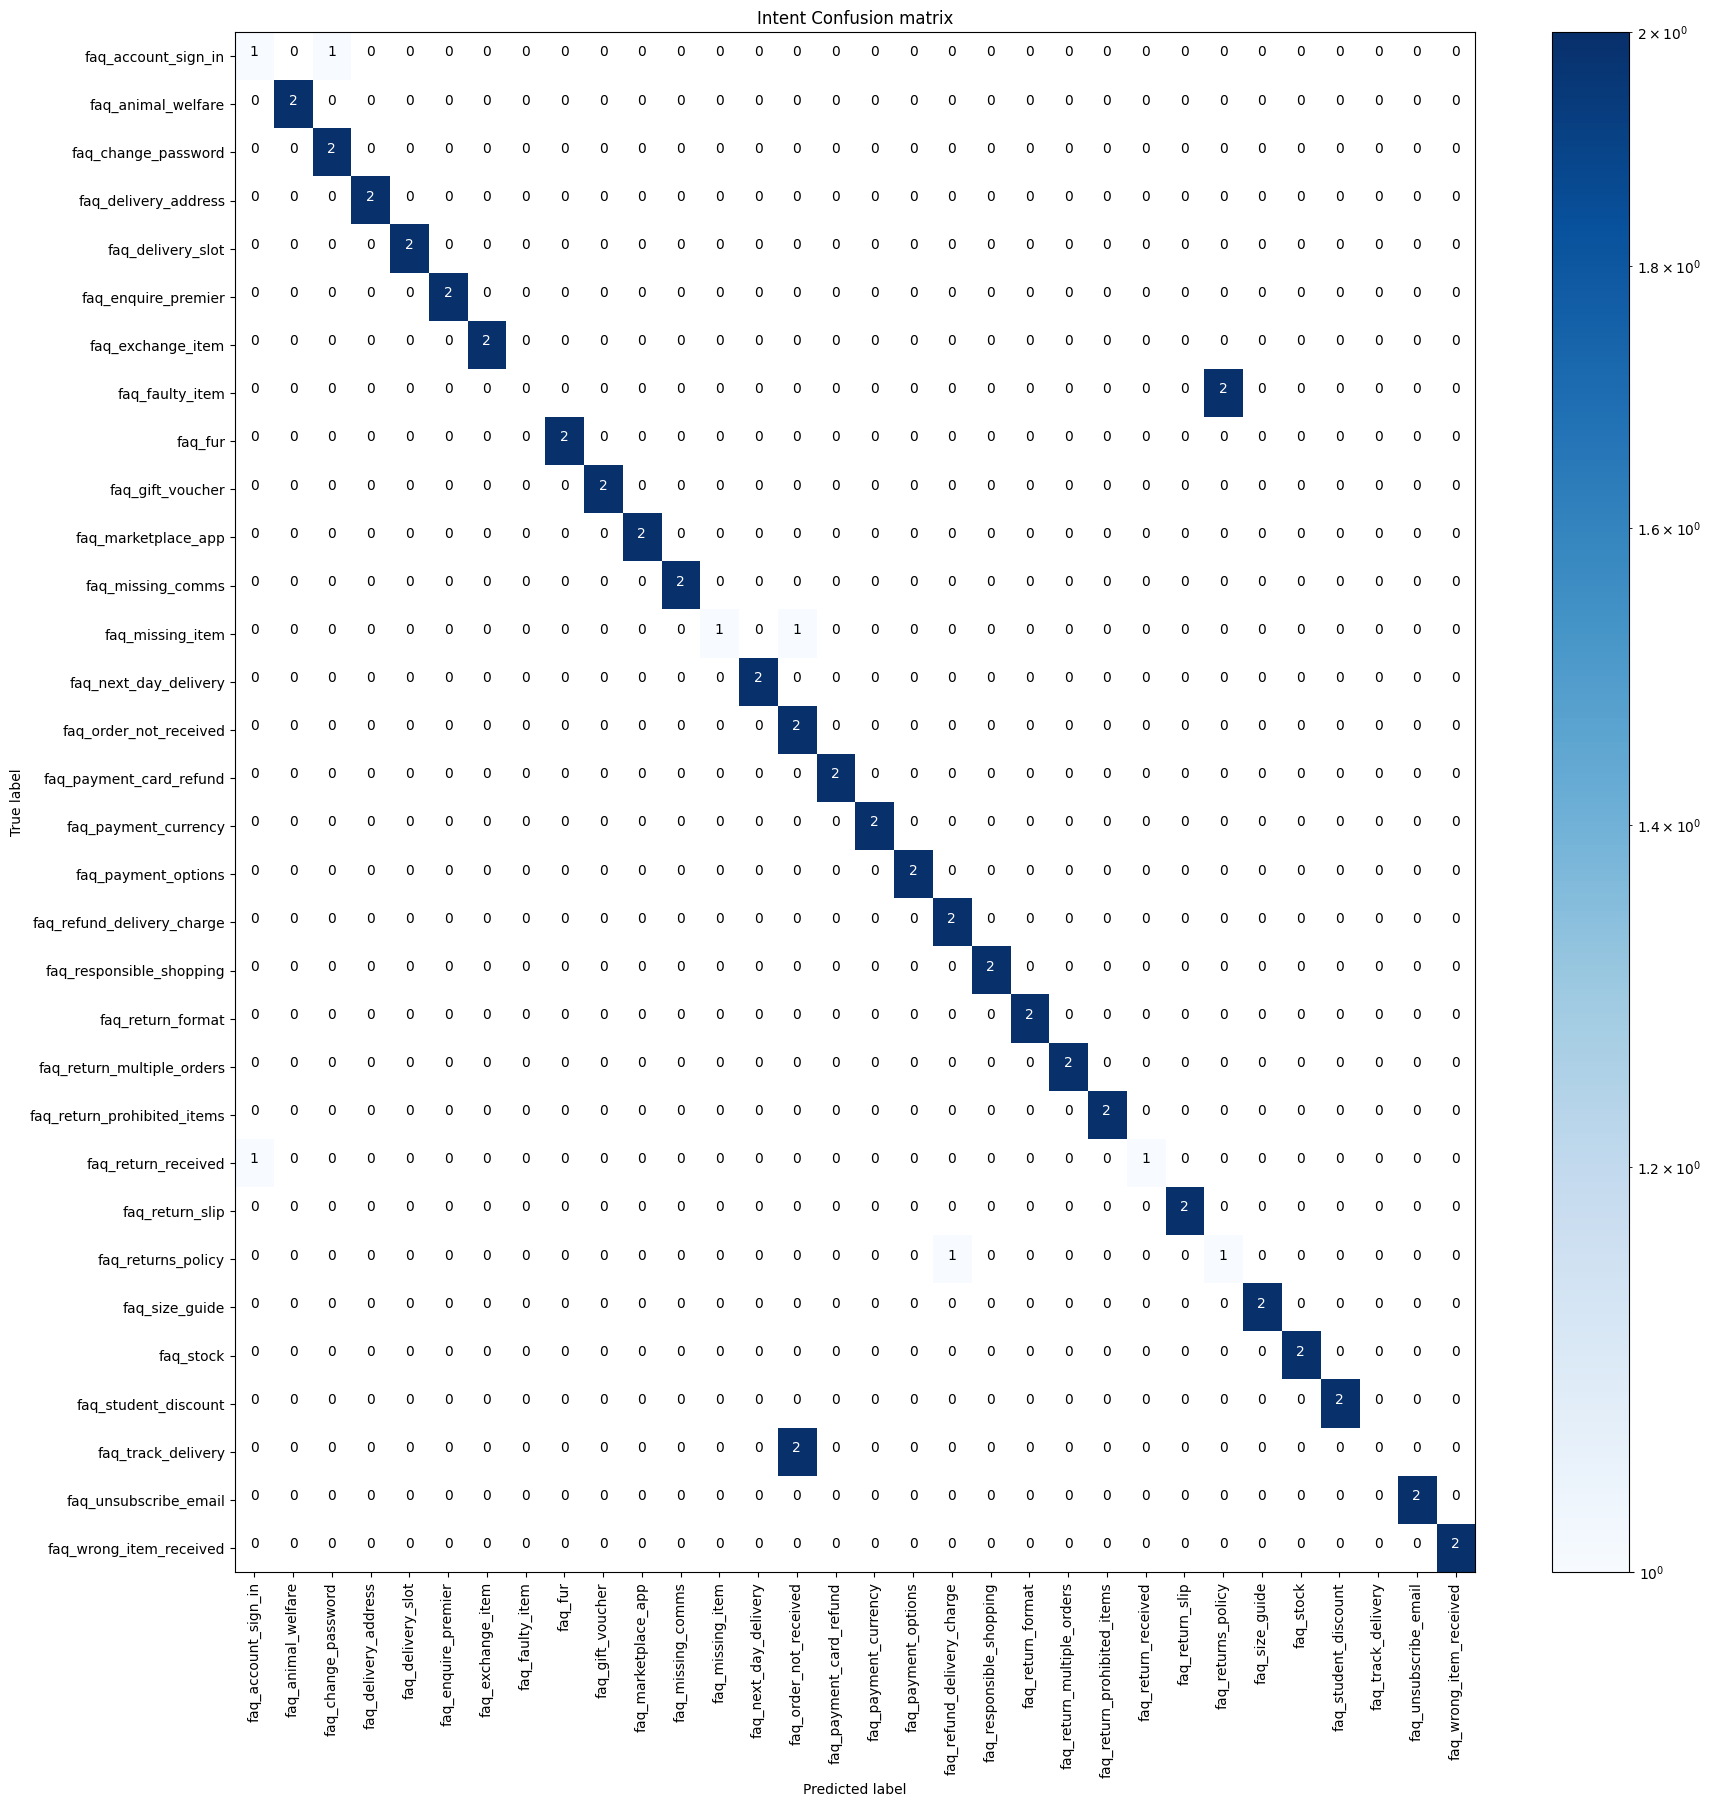 Intent Confusion matrix
faq_account_sign_in 1 0 1 0 0 0 0 0 0 0 0 0 0 0 0 0 0 0 0 0 0 0 0 0 0 0 0 0 0 0 0 0
faq_animal_welfare 0 2 0 0 0 0 0 0 0 0 0 0 0 0 0 0 0 0 0 0 0 0 0 0 0 0 0 0 0 0 0 0
faq_change_password 0 0 2 0 0 0 0 0 0 0 0 0 0 0 0 0 0 0 0 0 0 0 0 0 0 0 0 0 0 0 0 0
faq_delivery_address 0 0 0 2 0 0 0 0 0 0 0 0 0 0 0 0 0 0 0 0 0 0 0 0 0 0 0 0 0 0 0 0
faq_delivery_slot 0 0 0 0 2 0 0 0 0 0 0 0 0 0 0 0 0 0 0 0 0 0 0 0 0 0 0 0 0 0 0 0
faq_enquire_premier 0 0 0 0 0 2 0 0 0 0 0 0 0 0 0 0 0 0 0 0 0 0 0 0 0 0 0 0 0 0 0 0
faq_exchange_item 0 0 0 0 0 0 2 0 0 0 0 0 0 0 0 0 0 0 0 0 0 0 0 0 0 0 0 0 0 0 0 0
faq_faulty_item 0 0 0 0 0 0 0 0 0 0 0 0 0 0 0 0 0 0 0 0 0 0 0 0 0 2 0 0 0 0 0 0
faq_fur 0 0 0 0 0 0 0 0 2 0 0 0 0 0 0 0 0 0 0 0 0 0 0 0 0 0 0 0 0 0 0 0
faq_gift_voucher 0 0 0 0 0 0 0 0 0 2 0 0 0 0 0 0 0 0 0 0 0 0 0 0 0 0 0 0 0 0 0 0
faq_marketplace_app 0 0 0 0 0 0 0 0 0 0 2 0 0 0 0 0 0 0 0 0 0 0 0 0 0 0 0 0 0 0 0 0
faq_missing_comms 0 0 0 0 0 0 0 0 0 0 0 2 0 0 0 0 0 0 0 0 0 0 0 0 0 0 0 0 0 0 0 0
faq_missing_item 0 0 0 0 0 0 0 0 0 0 0 0 1 0 1 0 0 0 0 0 0 0 0 0 0 0 0 0 0 0 0 0
faq_next_day_delivery 0 0 0 0 0 0 0 0 0 0 0 0 0 2 0 0 0 0 0 0 0 0 0 0 0 0 0 0 0 0 0 0
faq_order_not_received 0 0 0 0 0 0 0 0 0 0 0 0 0 0 2 0 0 0 0 0 0 0 0 0 0 0 0 0 0 0 0 0
faq_payment_card_refund 0 0 0 0 0 0 0 0 0 0 0 0 0 0 0 2 0 0 0 0 0 0 0 0 0 0 0 0 0 0 0 0
faq_payment_currency 0 0 0 0 0 0 0 0 0 0 0 0 0 0 0 0 2 0 0 0 0 0 0 0 0 0 0 0 0 0 0 0
faq_payment_options 0 0 0 0 0 0 0 0 0 0 0 0 0 0 0 0 0 2 0 0 0 0 0 0 0 0 0 0 0 0 0 0
faq_refund_delivery_charge 0 0 0 0 0 0 0 0 0 0 0 0 0 0 0 0 0 0 2 0 0 0 0 0 0 0 0 0 0 0 0 0
faq_responsible_shopping 0 0 0 0 0 0 0 0 0 0 0 0 0 0 0 0 0 0 0 2 0 0 0 0 0 0 0 0 0 0 0 0
faq_return_format 0 0 0 0 0 0 0 0 0 0 0 0 0 0 0 0 0 0 0 0 2 0 0 0 0 0 0 0 0 0 0 0
faq_return_multiple_orders 0 0 0 0 0 0 0 0 0 0 0 0 0 0 0 0 0 0 0 0 0 2 0 0 0 0 0 0 0 0 0 0
faq_return_prohibited_items 0 0 0 0 0 0 0 0 0 0 0 0 0 0 0 0 0 0 0 0 0 0 2 0 0 0 0 0 0 0 0 0
faq_return_received 1 0 0 0 0 0 0 0 0 0 0 0 0 0 0 0 0 0 0 0 0 0 0 1 0 0 0 0 0 0 0 0
faq_return_slip 0 0 0 0 0 0 0 0 0 0 0 0 0 0 0 0 0 0 0 0 0 0 0 0 2 0 0 0 0 0 0 0
faq_returns_policy 0 0 0 0 0 0 0 0 0 0 0 0 0 0 0 0 0 0 1 0 0 0 0 0 0 1 0 0 0 0 0 0
faq_size_guide 0 0 0 0 0 0 0 0 0 0 0 0 0 0 0 0 0 0 0 0 0 0 0 0 0 0 2 0 0 0 0 0
faq_stock 0 0 0 0 0 0 0 0 0 0 0 0 0 0 0 0 0 0 0 0 0 0 0 0 0 0 0 2 0 0 0 0
faq_student_discount 0 0 0 0 0 0 0 0 0 0 0 0 0 0 0 0 0 0 0 0 0 0 0 0 0 0 0 0 2 0 0 0
faq_track_delivery 0 0 0 0 0 0 0 0 0 0 0 0 0 0 2 0 0 0 0 0 0 0 0 0 0 0 0 0 0 0 0 0
faq_unsubscribe_email 0 0 0 0 0 0 0 0 0 0 0 0 0 0 0 0 0 0 0 0 0 0 0 0 0 0 0 0 0 0 2 0
faq_wrong_item_received 0 0 0 0 0 0 0 0 0 0 0 0 0 0 0 0 0 0 0 0 0 0 0 0 0 0 0 0 0 0 0 2
True label
faq_account_sign_in
faq_animal_welfare
faq_change_password
faq_delivery_address
faq_delivery_slot
faq_enquire_premier
faq_exchange_item
faq_faulty_item
faq_fur
faq_gift_voucher
faq_marketplace_app
faq_missing_comms
faq_missing_item
faq_next_day_delivery
faq_order_not_received
faq_payment_card_refund
faq_payment_currency
faq_payment_options
faq_refund_delivery_charge
faq_responsible_shopping
faq_return_format
faq_return_multiple_orders
faq_return_prohibited_items
faq_return_received
faq_return_slip
faq_returns_policy
faq_size_guide
faq_stock
faq_student_discount
faq_track_delivery
faq_unsubscribe_email
faq_wrong_item_received
Predicted label
2 × 10⁰
1.8 × 10⁰
1.6 × 10⁰
1.4 × 10⁰
1.2 × 10⁰
10⁰